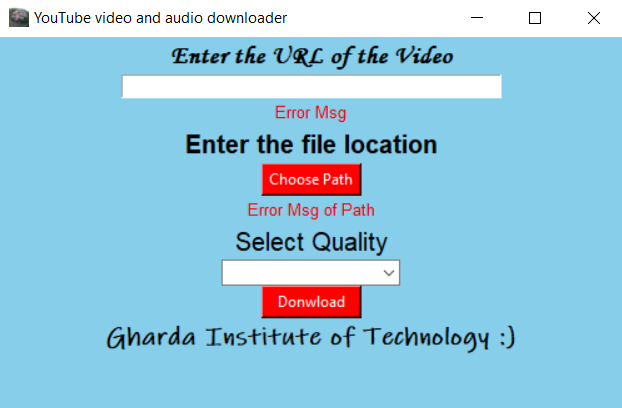 YouTube video and audio downloader
Enter the URL of the Video
Error Msg
Enter the file location
Choose Path
Error Msg of Path
Select Quality
Donwload
Gharda Institute of Technology :)